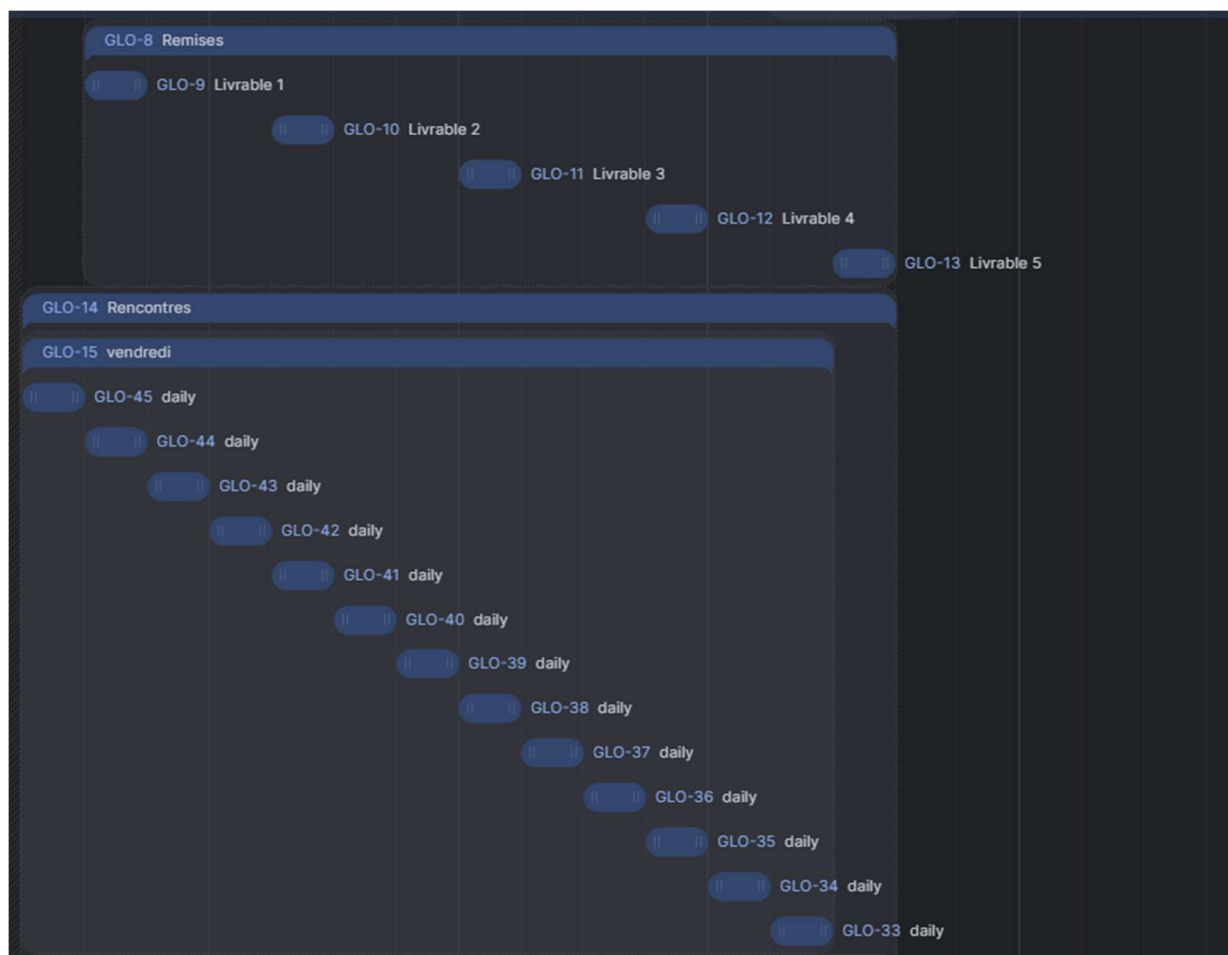 GLO-8 Remises
GLO-9 Livrable 1
GLO-10 Livrable 2
GLO-11 Livrable 3
GLO-12 Livrable 4
GLO-13 Livrable 5
GLO-14 Rencontres
GLO-15 vendredi
GLO-45 daily
GLO-44 daily
GLO-43 daily
GLO-42 daily
GLO-41 daily
GLO-40 daily
GLO-39 daily
GLO-38 daily
GLO-37 daily
GLO-36 daily
GLO-35 daily
GLO-34 daily
GLO-33 daily